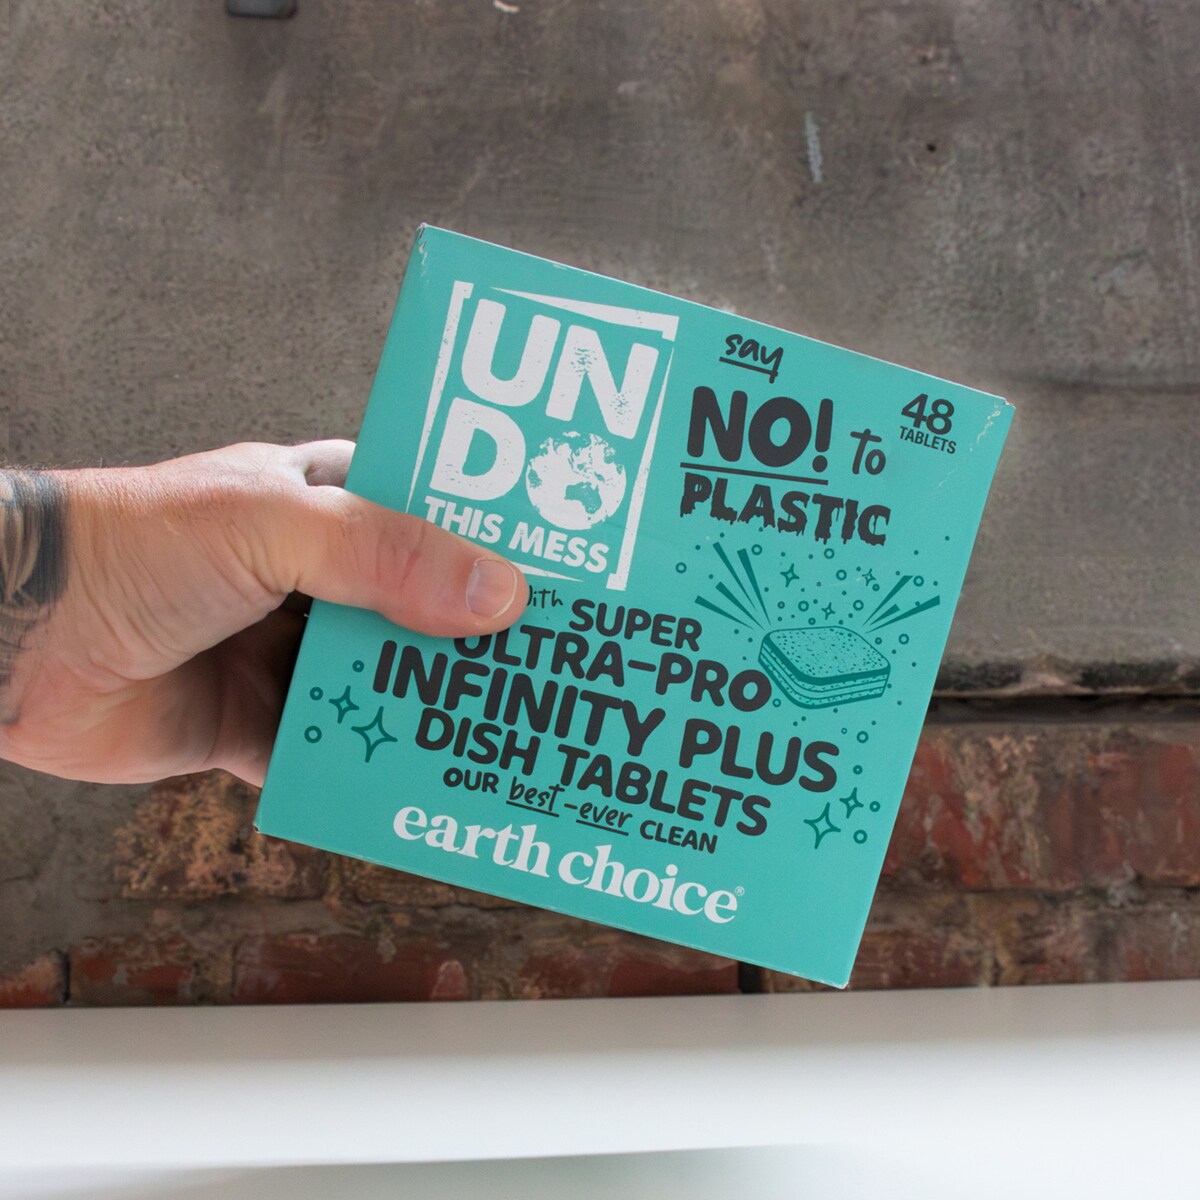 UN
DO
THIS MESS
say
NO! to
PLASTIC
48
TABLETS
SUPER
ULTRA-PRO
INFINITY PLUS
DISH TABLETS
OUR best-ever CLEAN
earth choice®